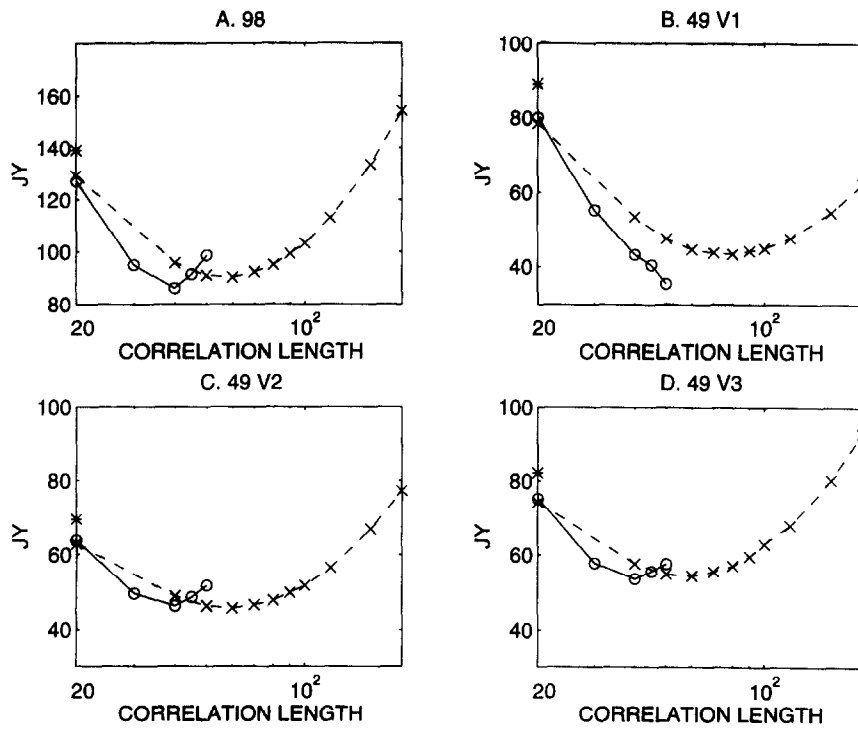 A. 98
160
140
120
100
80
JY
20
10²
CORRELATION LENGTH
B. 49 V1
100
80
60
40
JY
20
10²
CORRELATION LENGTH
C. 49 V2
100
80
60
40
JY
20
10²
CORRELATION LENGTH
D. 49 V3
100
80
60
40
JY
20
10²
CORRELATION LENGTH